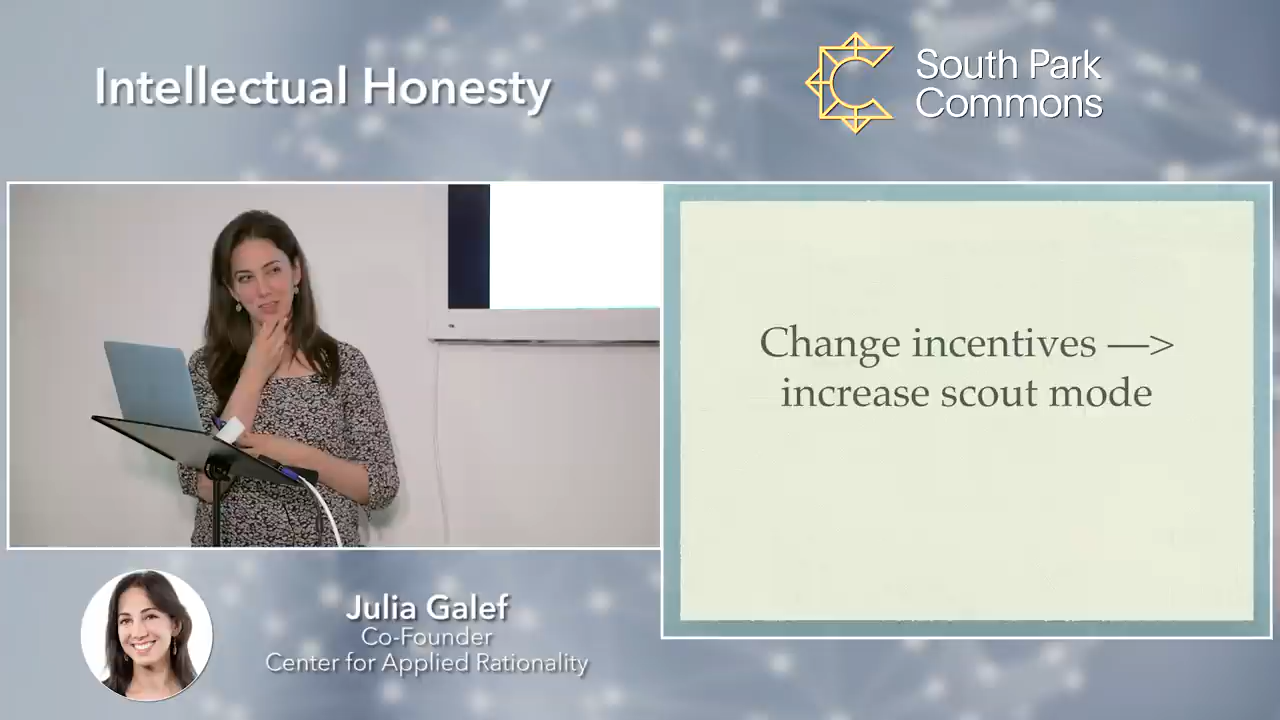 Intellectual Honesty
South Park
Commons
Change incentives —>
increase scout mode
Julia Galef
Co-Founder
Center for Applied Rationality